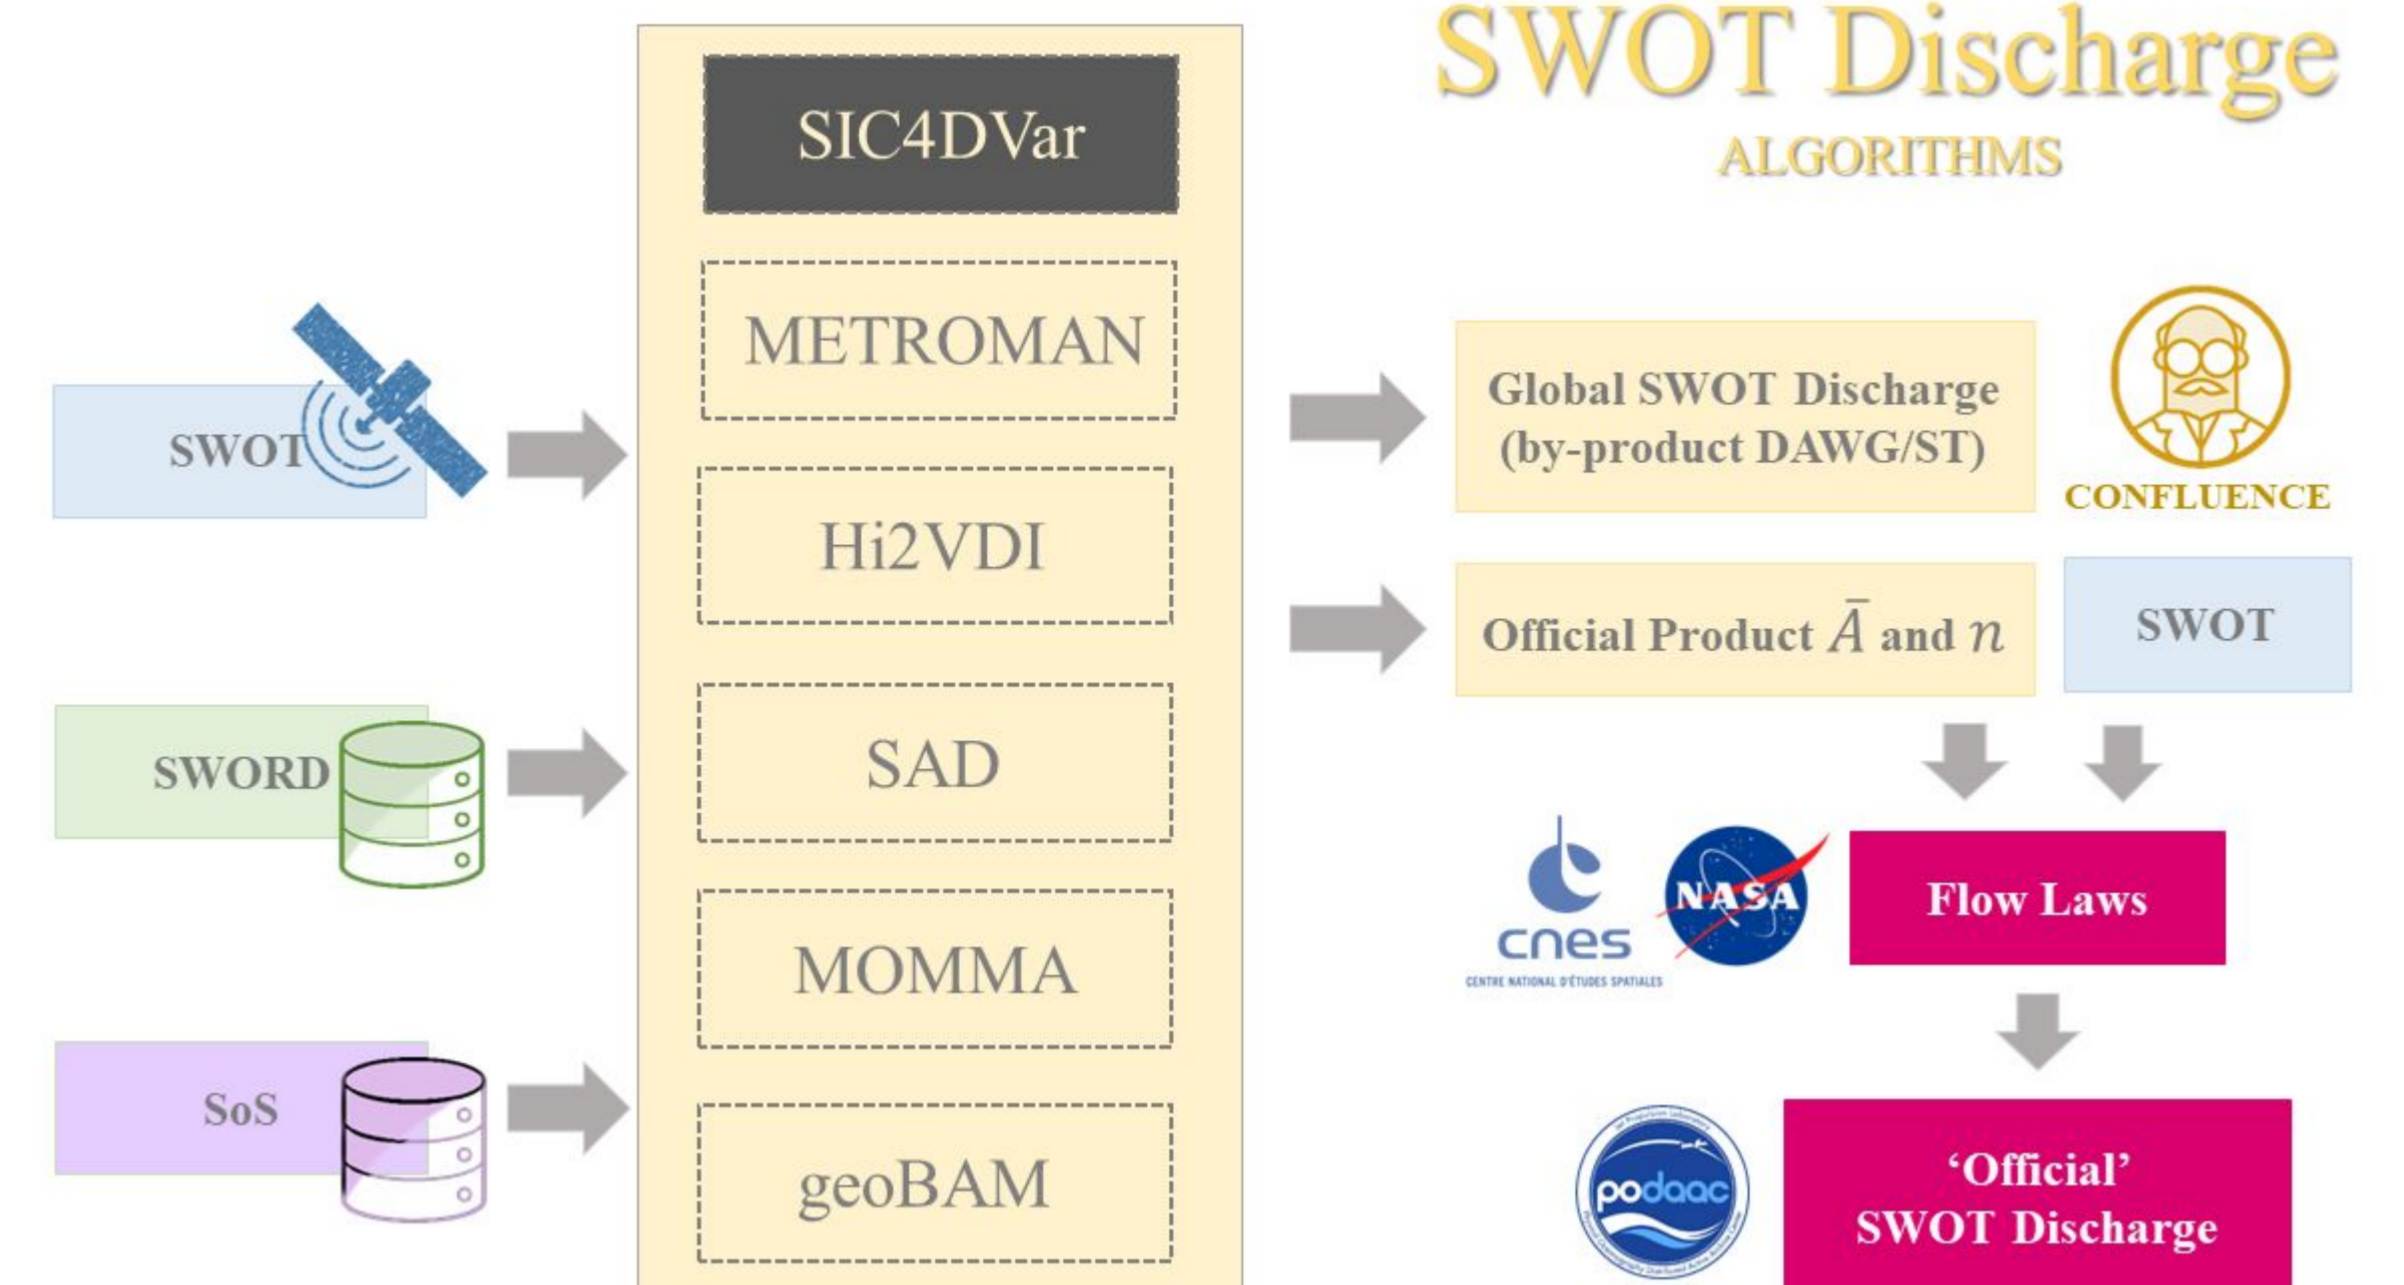 SWOT Discharge
ALGORITHMS
SWOT
SWORD
SoS
SIC4DVar
METROMAN
Hi2VDI
SAD
MOMMA
geoBAM
Global SWOT Discharge
(by-product DAWG/ST)
CONFLUENCE
Official Product Ā and n
SWOT
cnes
CENTRE NATIONAL D'ÉTUDES SPATIALES
NASA
Flow Laws
podaac
‘Official’
SWOT Discharge